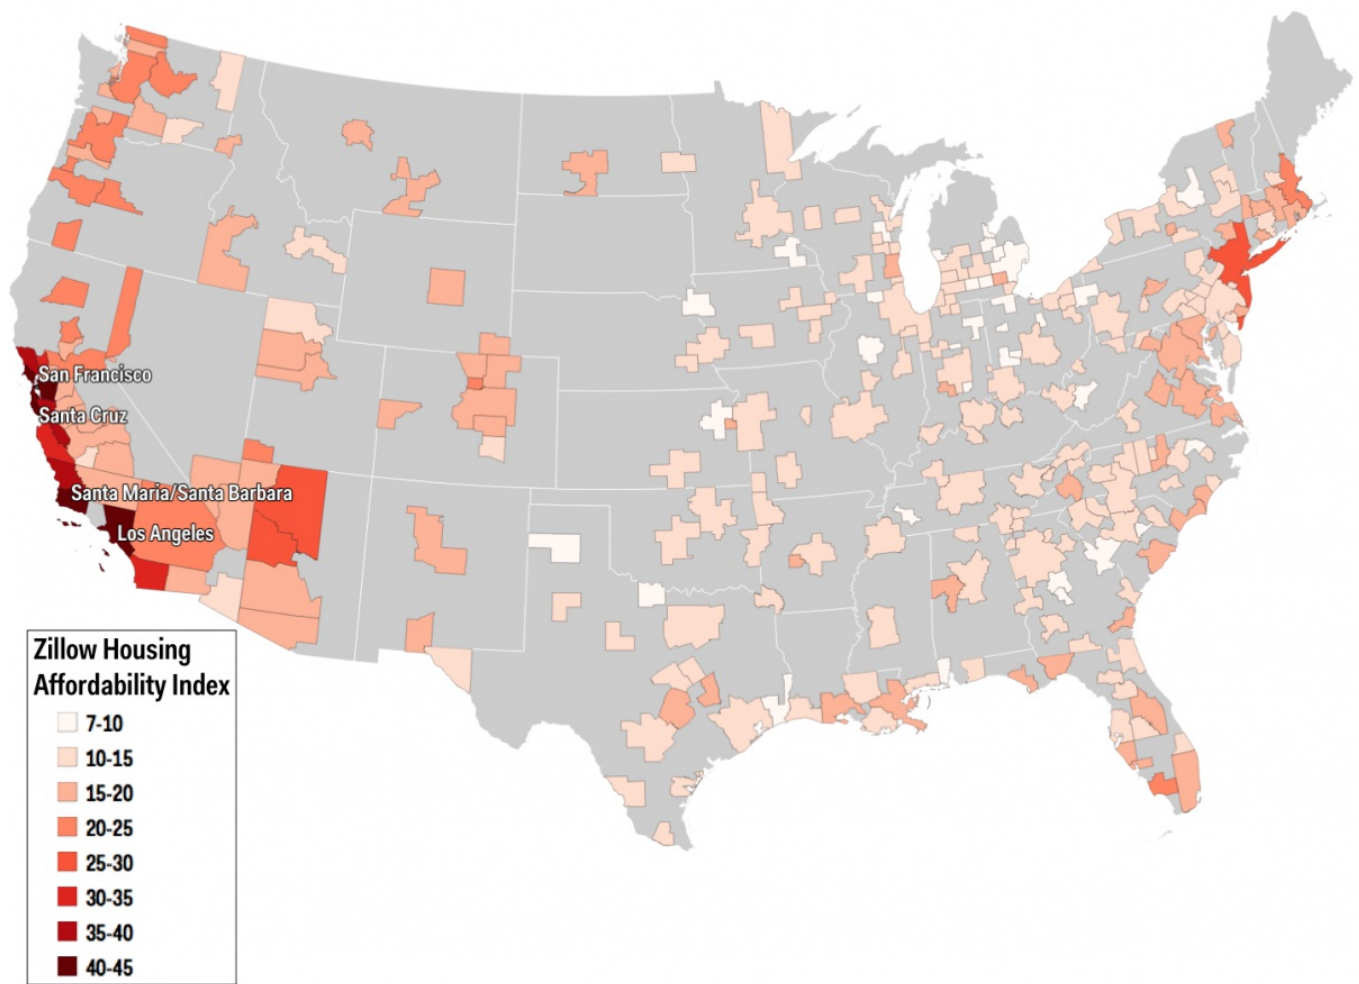 San Francisco
Santa Cruz
Santa Maria/Santa Barbara
Los Angeles
Zillow Housing
Affordability Index
7-10
10-15
15-20
20-25
25-30
30-35
35-40
40-45